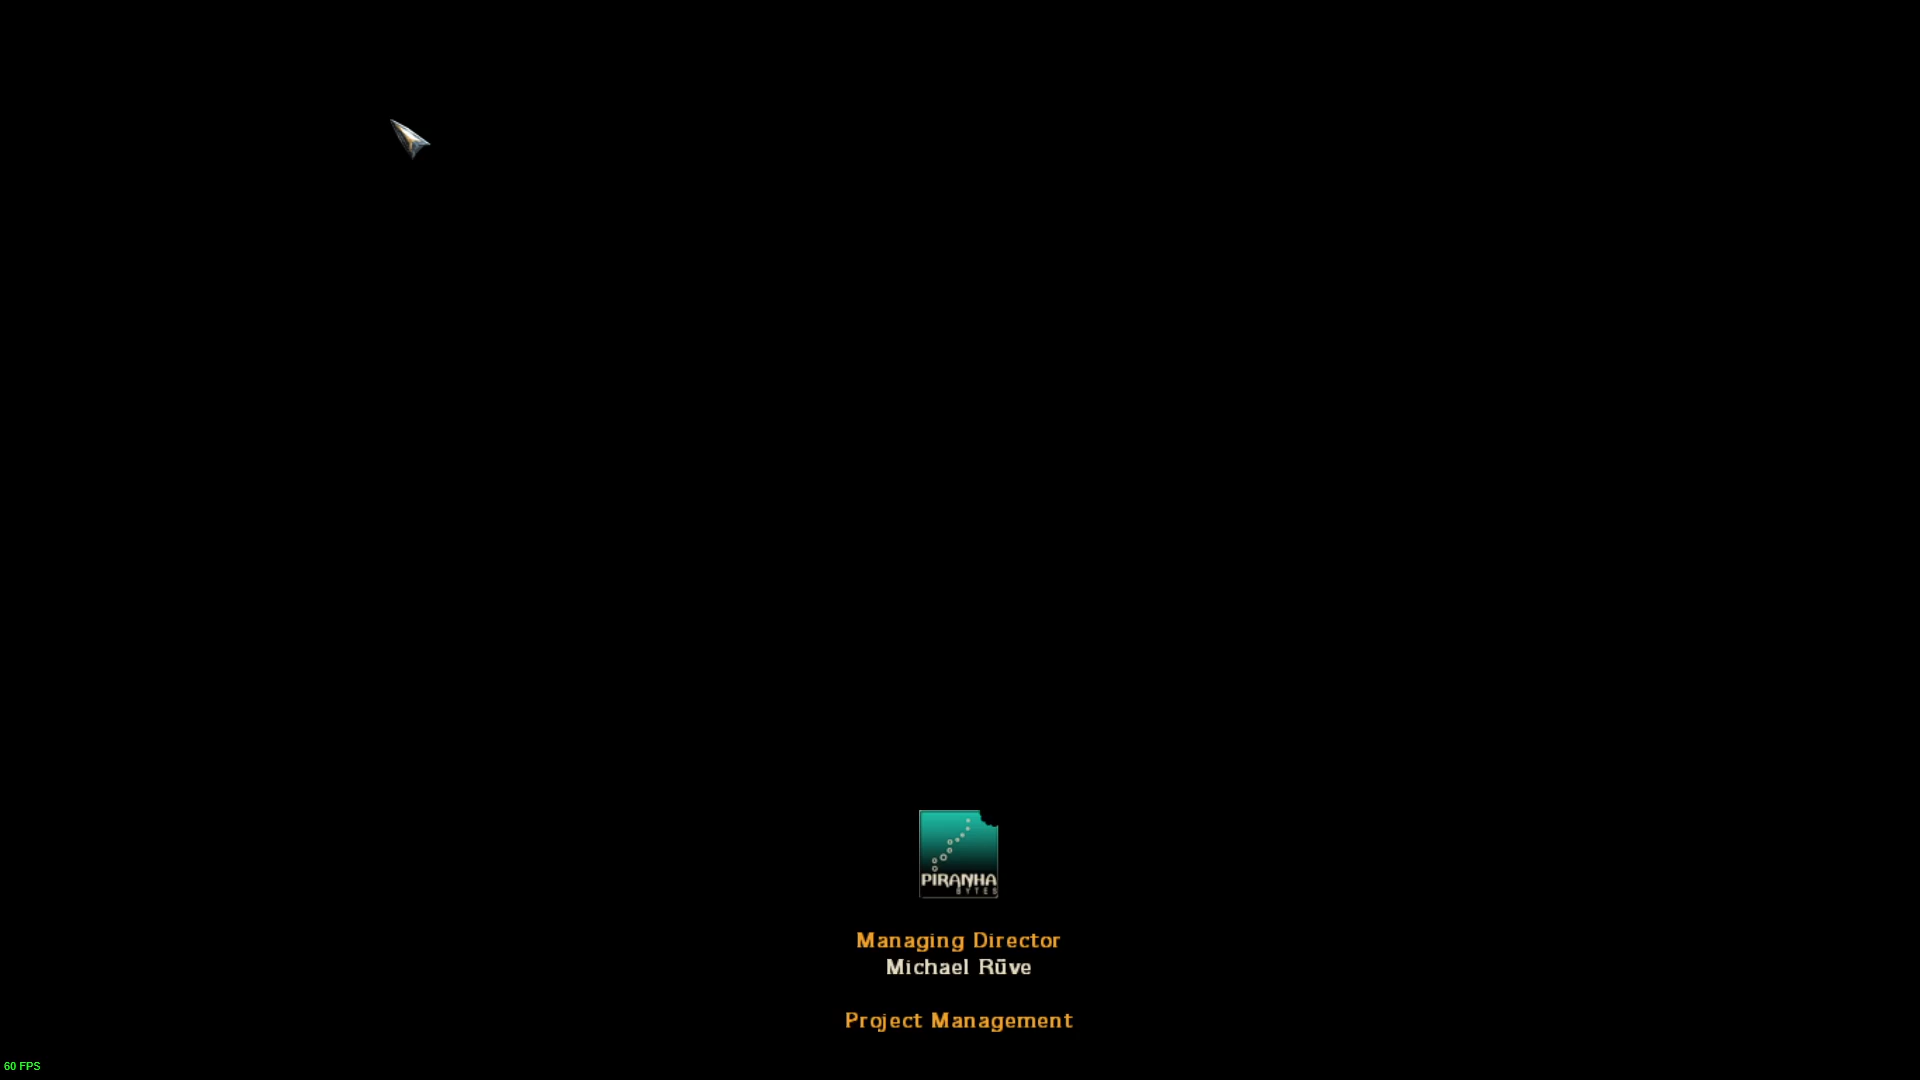 PIRANHA
BYTES
Managing Director
Michael Rüve
Project Management
60 FPS